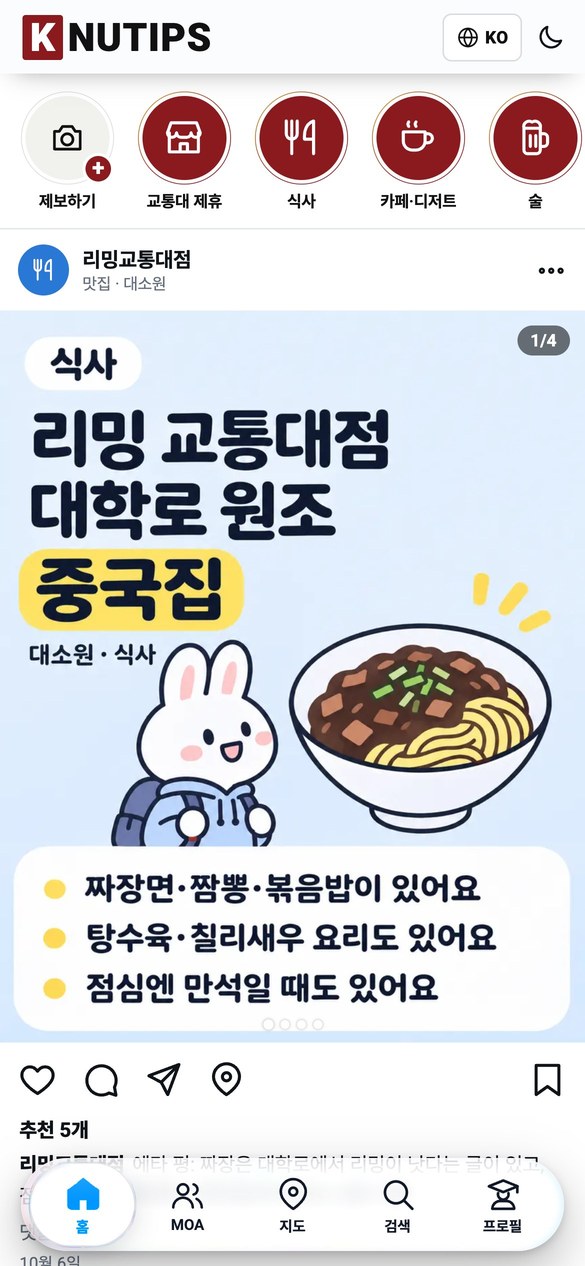 KNUTIPS
KO
제보하기
교통대 제휴
식사
카페·디저트
술
리밍교통대점
맛집 · 대소원
1/4
식사
리밍 교통대점
대학로 원조
중국집
대소원 · 식사
짜장면·짬뽕·볶음밥이 있어요
탕수육·칠리새우 요리도 있어요
점심엔 만석일 때도 있어요
추천 5개
리밍교통대점 에타 평: 짜장은 대학로에서 리밍이 낫다는 글이 있고,
홈
MOA
지도
검색
프로필
10월 6일